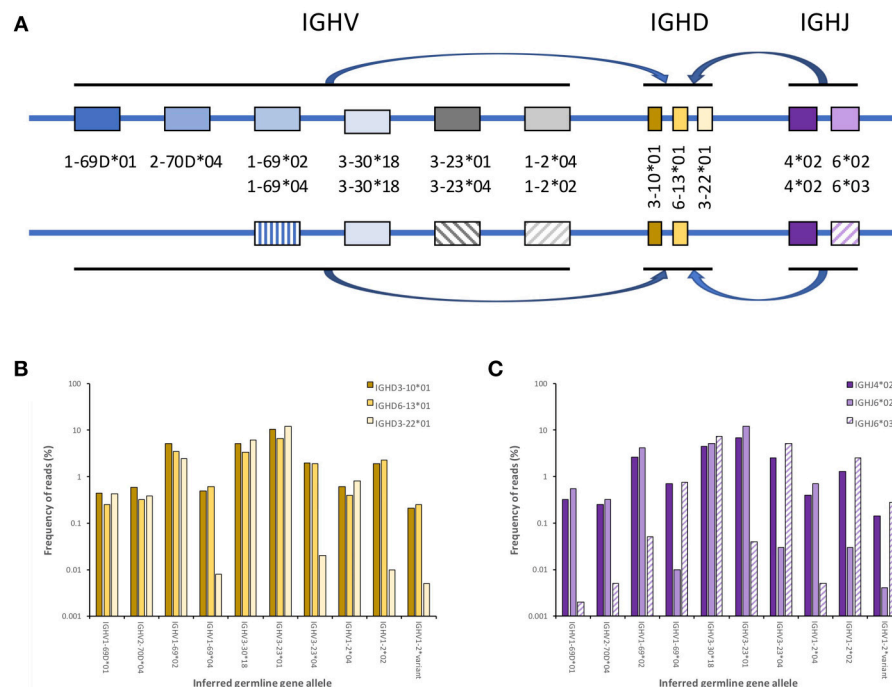 A
IGHV IGHD IGHJ
1-69D*01 2-70D*04 1-69*02 3-30*18 3-23*01 1-2*04 4*02 6*02
1-69*04 3-30*18 3-23*04 1-2*02 4*02 6*03
3-10*01
6-13*01
3-22*01
B
Frequency of reads (%)
100
10
1
0.1
0.01
0.001
IGHD3-10*01
IGHD6-13*01
IGHD3-22*01
IGHV1-69D*01
IGHV2-70D*04
IGHV1-69*02
IGHV1-69*04
IGHV3-30*18
IGHV3-23*01
IGHV3-23*04
IGHV1-2*04
IGHV1-2*02
IGHV1-2*variant
Inferred germline gene allele
C
Frequency of reads (%)
100
10
1
0.1
0.01
0.001
IGHJ4*02
IGHJ6*02
IGHJ6*03
IGHV1-69D*01
IGHV2-70D*04
IGHV1-69*02
IGHV1-69*04
IGHV3-30*18
IGHV3-23*01
IGHV3-23*04
IGHV1-2*04
IGHV1-2*02
IGHV1-2*variant
Inferred germline gene allele